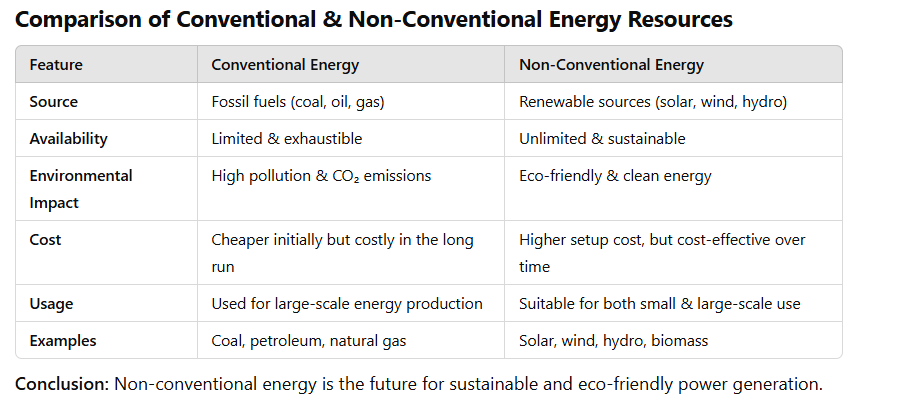 Comparison of Conventional & Non-Conventional Energy Resources
Feature Conventional Energy Non-Conventional Energy
Source Fossil fuels (coal, oil, gas) Renewable sources (solar, wind, hydro)
Availability Limited & exhaustible Unlimited & sustainable
Environmental High pollution & CO₂ emissions Eco-friendly & clean energy
Impact
Cost Cheaper initially but costly in the long Higher setup cost, but cost-effective over
run time
Usage Used for large-scale energy production Suitable for both small & large-scale use
Examples Coal, petroleum, natural gas Solar, wind, hydro, biomass
Conclusion: Non-conventional energy is the future for sustainable and eco-friendly power generation.